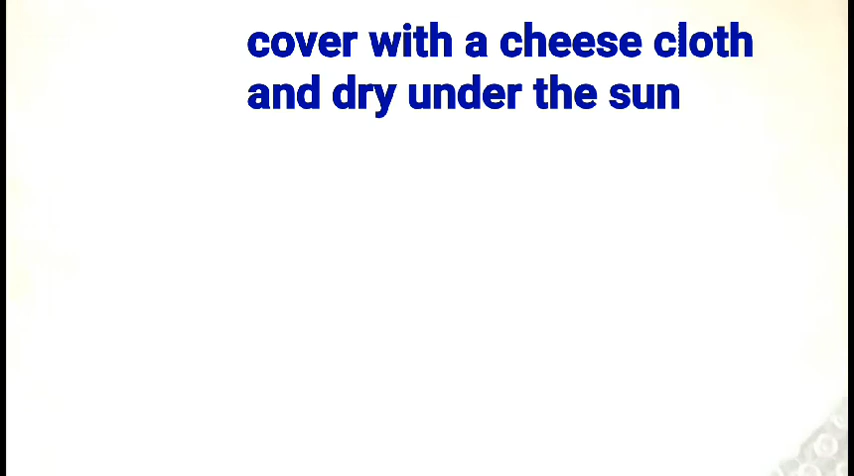 cover with a cheese cloth
and dry under the sun